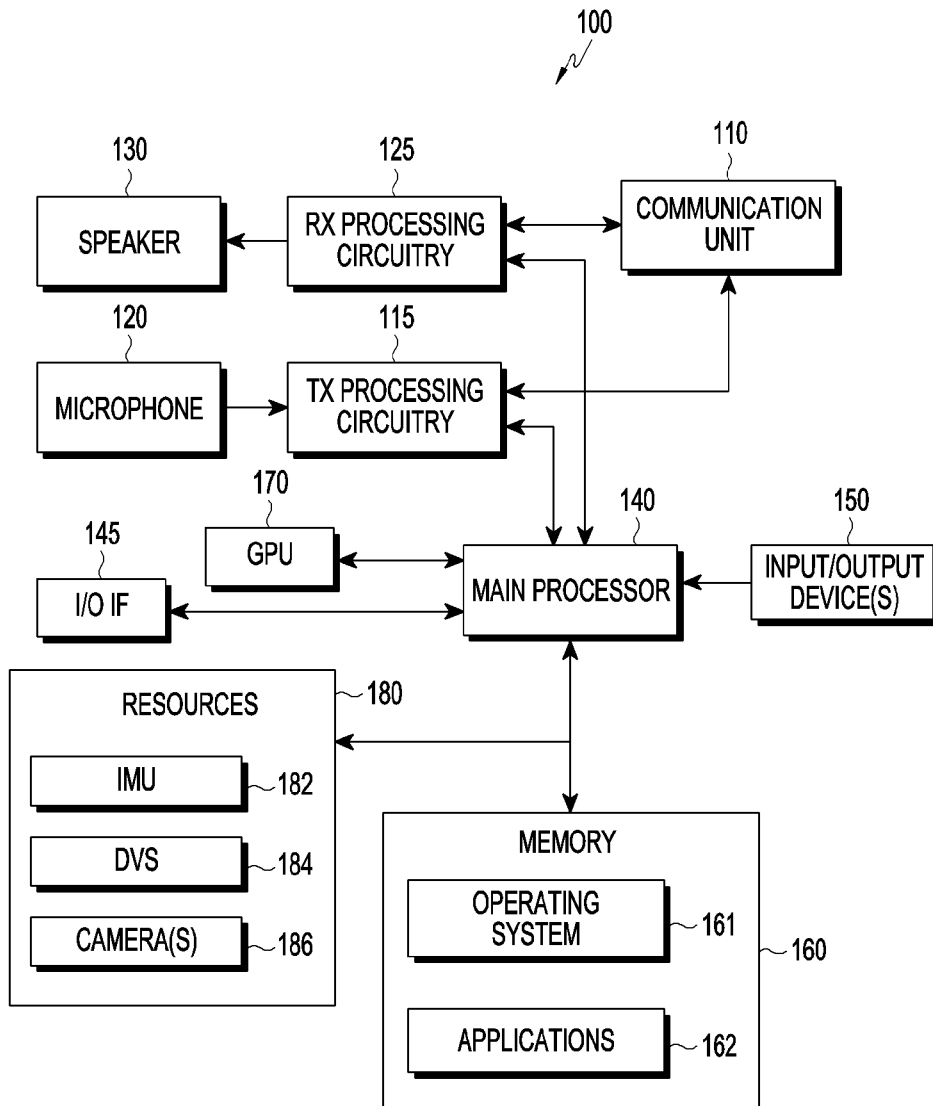 100
130
125
110
SPEAKER
RX PROCESSING
CIRCUITRY
COMMUNICATION
UNIT
120
115
MICROPHONE
TX PROCESSING
CIRCUITRY
170
140
150
145
GPU
I/O IF
MAIN PROCESSOR
INPUT/OUTPUT
DEVICE(S)
RESOURCES
180
IMU
182
DVS
184
CAMERA(S)
186
MEMORY
OPERATING
SYSTEM
161
160
APPLICATIONS
162